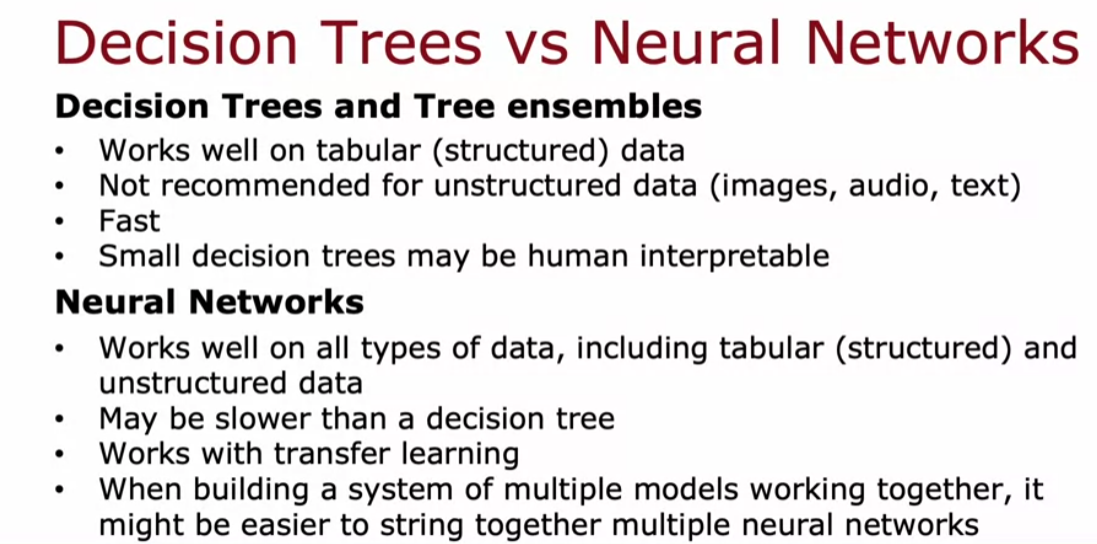 Decision Trees vs Neural Networks
Decision Trees and Tree ensembles
• Works well on tabular (structured) data
• Not recommended for unstructured data (images, audio, text)
• Fast
• Small decision trees may be human interpretable
Neural Networks
• Works well on all types of data, including tabular (structured) and
unstructured data
• May be slower than a decision tree
• Works with transfer learning
• When building a system of multiple models working together, it
might be easier to string together multiple neural networks